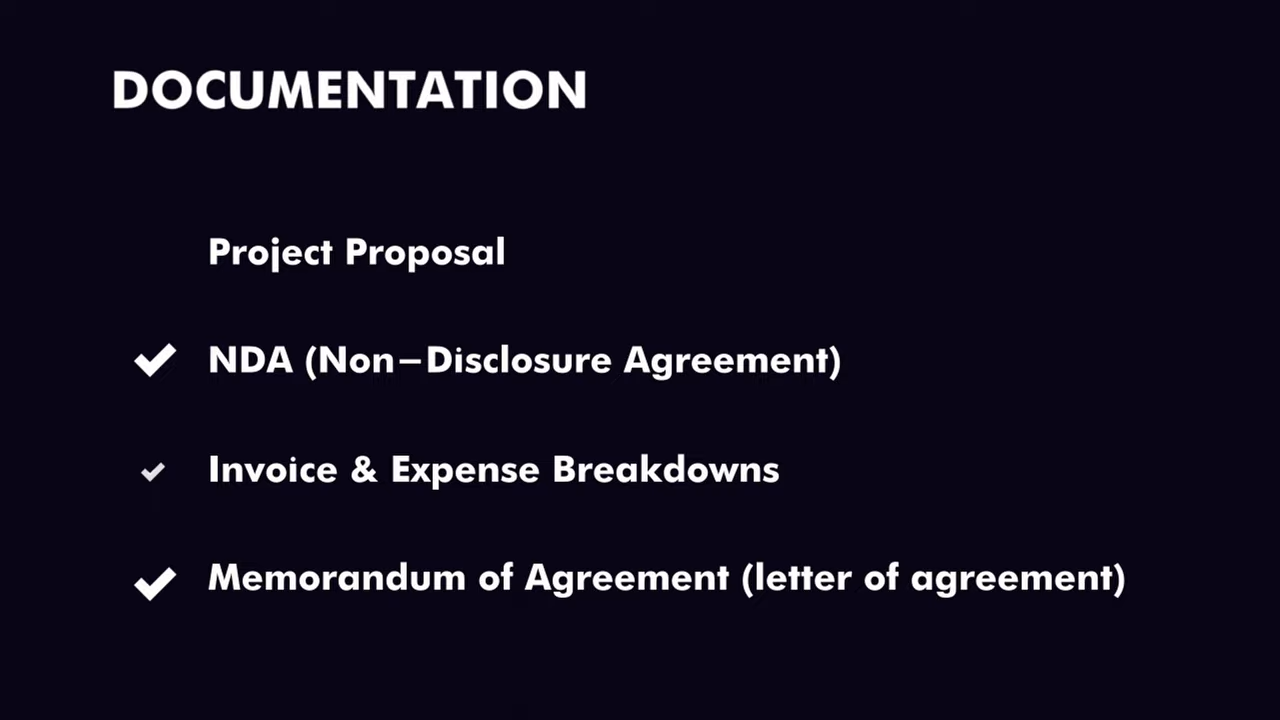 DOCUMENTATION
Project Proposal
✔ NDA (Non–Disclosure Agreement)
✔ Invoice & Expense Breakdowns
✔ Memorandum of Agreement (letter of agreement)